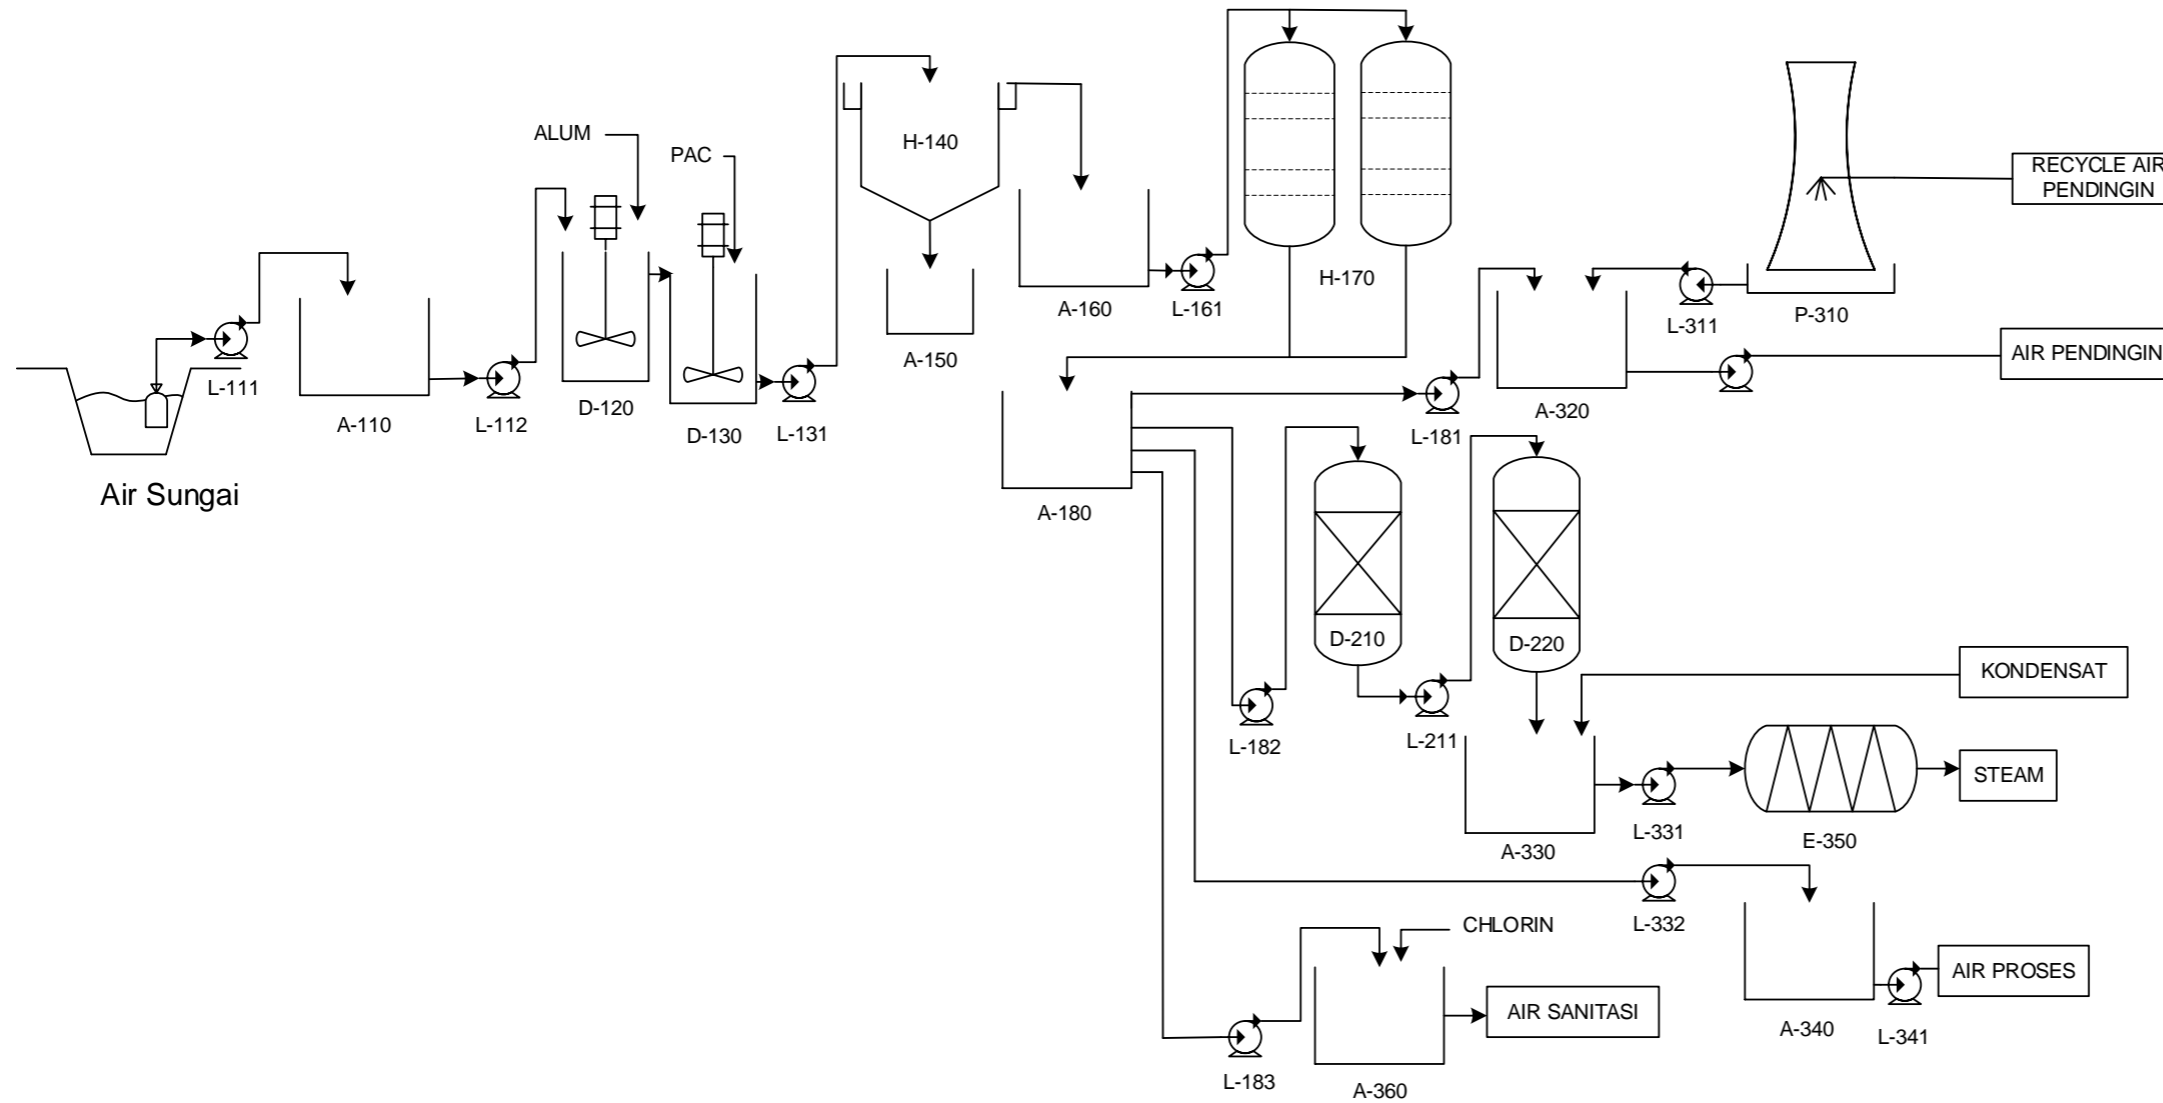 ALUM
PAC
H-140
RECYCLE AIR
PENDINGIN
A-160
L-161
H-170
L-311
P-310
A-150
AIR PENDINGIN
L-111
A-110
L-112
D-120
D-130
L-131
L-181
A-320
Air Sungai
A-180
D-210
D-220
KONDENSAT
L-182
L-211
STEAM
L-331
E-350
A-330
CHLORIN
L-332
AIR PROSES
AIR SANITASI
A-340
L-341
L-183
A-360